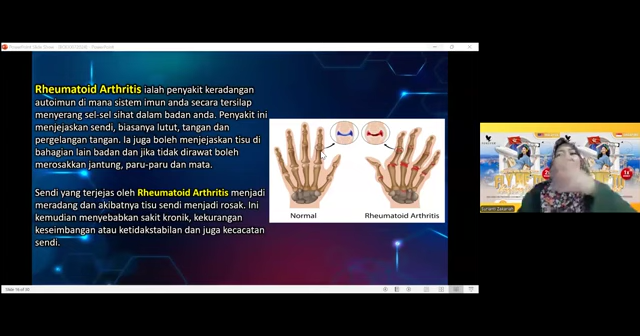 Rheumatoid Arthritis ialah penyakit keradangan
autoimun di mana sistem imun anda secara tersilap
menyerang sel-sel sihat dalam badan anda. Penyakit ini
menjejaskan sendi, biasanya lutut, tangan dan
pergelangan tangan. Ia juga boleh menjejaskan tisu di
bahagian lain badan dan jika tidak dirawat boleh
merosakkan jantung, paru-paru dan mata.
Sendi yang terjejas oleh Rheumatoid Arthritis menjadi
meradang dan akibatnya tisu sendi menjadi rosak. Ini
kemudian menyebabkan sakit kronik, kekurangan
keseimbangan atau ketidakstabilan dan juga kecacatan
sendi.
Normal
Rheumatoid Arthritis
Suriami Zakariah